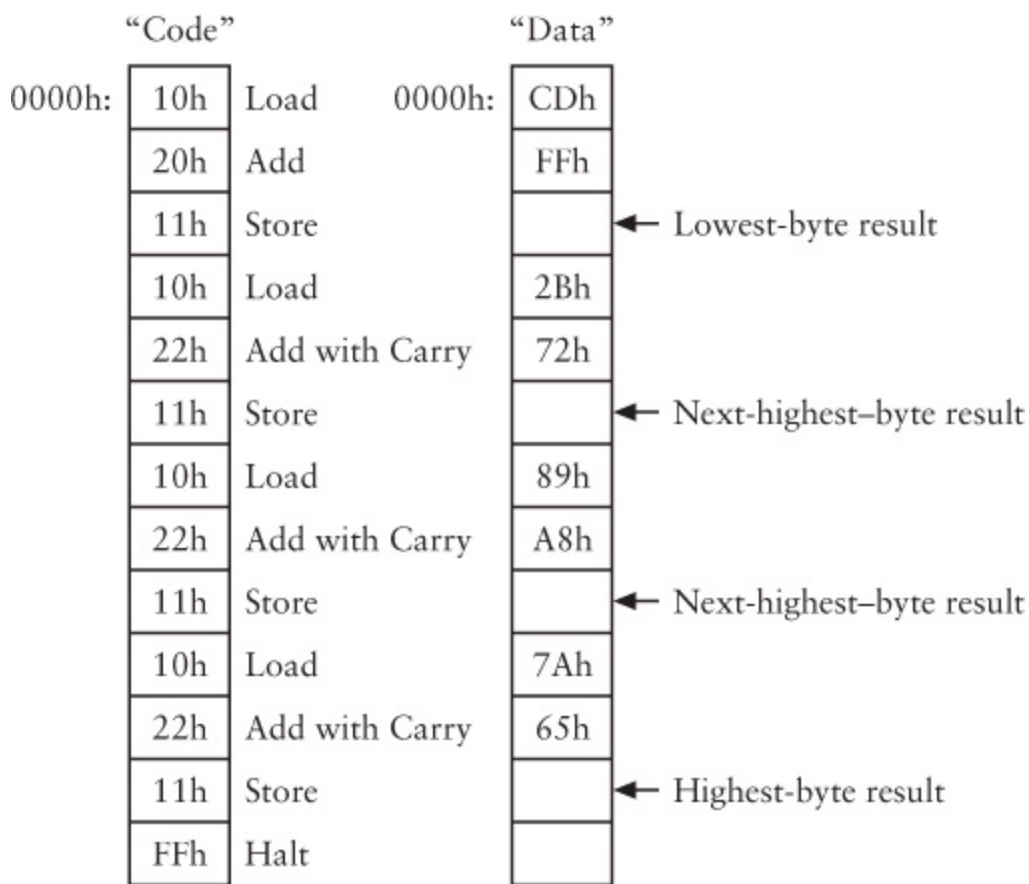 “Code” “Data”
0000h: 10h Load 0000h: CDh
20h Add FFh
11h Store Lowest-byte result
10h Load 2Bh
22h Add with Carry 72h
11h Store Next-highest–byte result
10h Load 89h
22h Add with Carry A8h
11h Store Next-highest–byte result
10h Load 7Ah
22h Add with Carry 65h
11h Store Highest-byte result
FFh Halt